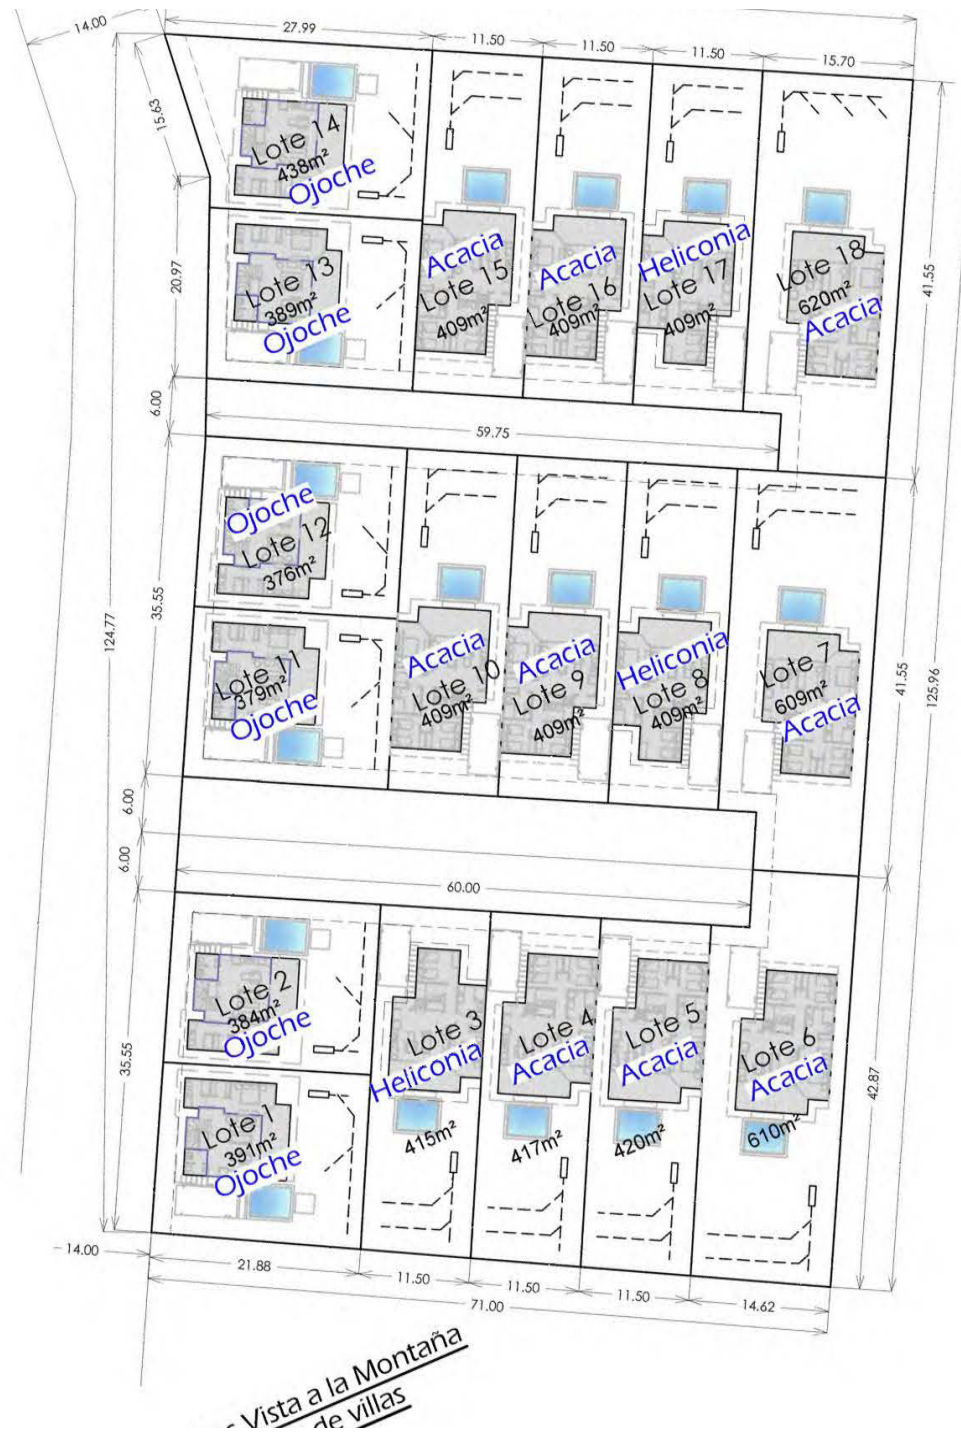 14.00
27.99
11.50
11.50
11.50
15.70
15.63
Lote 14
438m²
Ojoche
20.97
Lote 13
389m²
Ojoche
Acacia
Lote 15
409m²
Acacia
Lote 16
409m²
Heliconia
Lote 17
409m²
Lote 18
620m²
Acacia
41.55
6.00
59.75
Ojoche
Lote 12
376m²
35.55
124.77
Lote 11
379m²
Ojoche
Acacia
Lote 10
409m²
Acacia
Lote 9
409m²
Heliconia
Lote 8
409m²
Lote 7
609m²
Acacia
41.55
125.96
6.00
6.00
60.00
Lote 2
384m²
Ojoche
35.55
Lote 1
391m²
Ojoche
Lote 3
Heliconia
415m²
Lote 4
Acacia
417m²
Lote 5
Acacia
420m²
Lote 6
Acacia
610m²
42.87
14.00
21.88
11.50
11.50
11.50
14.62
71.00
Vista a la Montaña
de villas